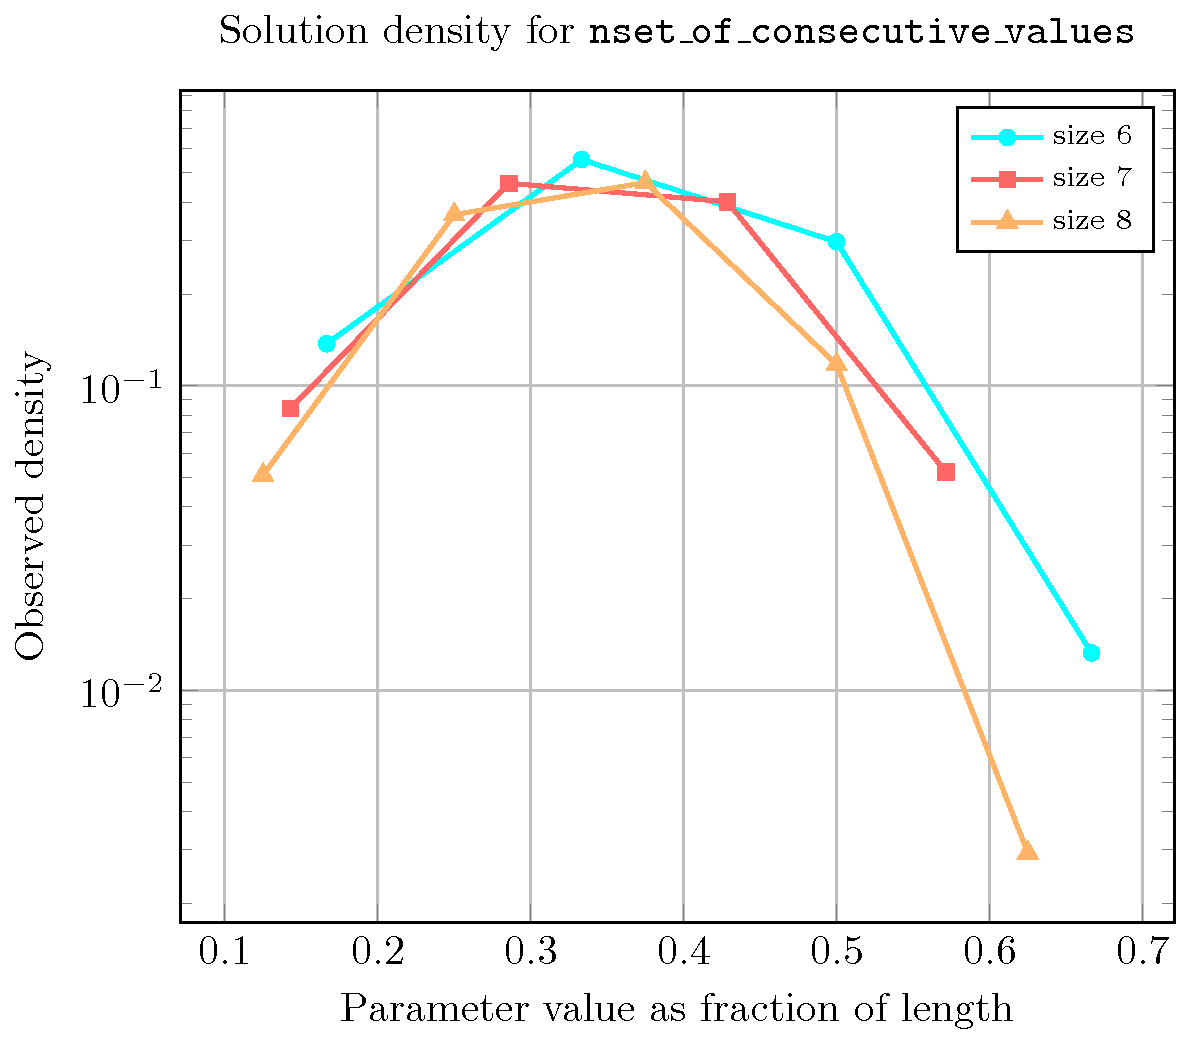 Solution density for nset_of_consecutive_values
size 6
size 7
size 8
Observed density
10⁻¹
10⁻²
0.1 0.2 0.3 0.4 0.5 0.6 0.7
Parameter value as fraction of length